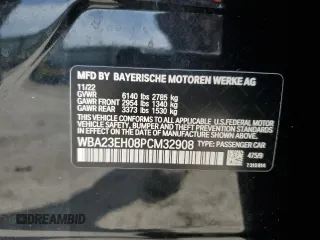 MFD BY BAYERISCHE MOTOREN WERKE AG
11/22
GVWR 6140 lbs 2785 kg
GAWR FRONT 2954 lbs 1340 kg
GAWR REAR 3373 lbs 1530 kg
THIS VEHICLE CONFORMS TO ALL APPLICABLE U.S. FEDERAL MOTOR
VEHICLE SAFETY, BUMPER, AND THEFT PREVENTION STANDARDS IN
EFFECT ON THE DATE OF MANUFACTURE SHOWN ABOVE.
WBA23EH08PCM32908 TYPE: PASSENGER CAR
475/9
DREAMBID